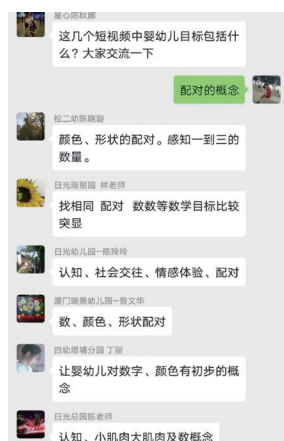 星心陈秋娜
这几个短视频中婴幼儿目标包括什
么？大家交流一下
配对的概念
松二幼陈晓璇
颜色、形状的配对。感知一到三的
数量。
日光瑞丽园 林老师
找相同 配对 数数等数学目标比较
突显
日光幼儿园–陈玲玲
认知、社会交往、情感体验、配对
厦门瑞景幼儿园–曾文华
数、颜色、形状配对
四幼塔埔分园 丁丽
让婴幼儿对数字、颜色有初步的概
念
日光总园陈老师
认知、小肌肉大肌肉及数概念